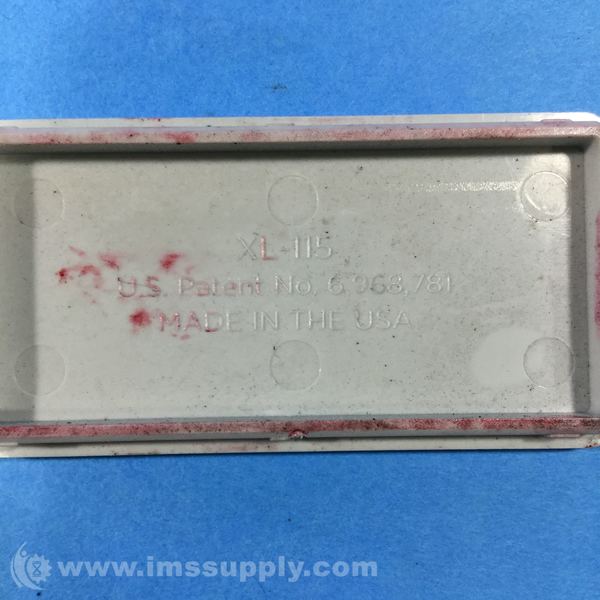 XL-115
U.S. Patent No. 6,968,781
MADE IN THE USA
www.imssupply.com